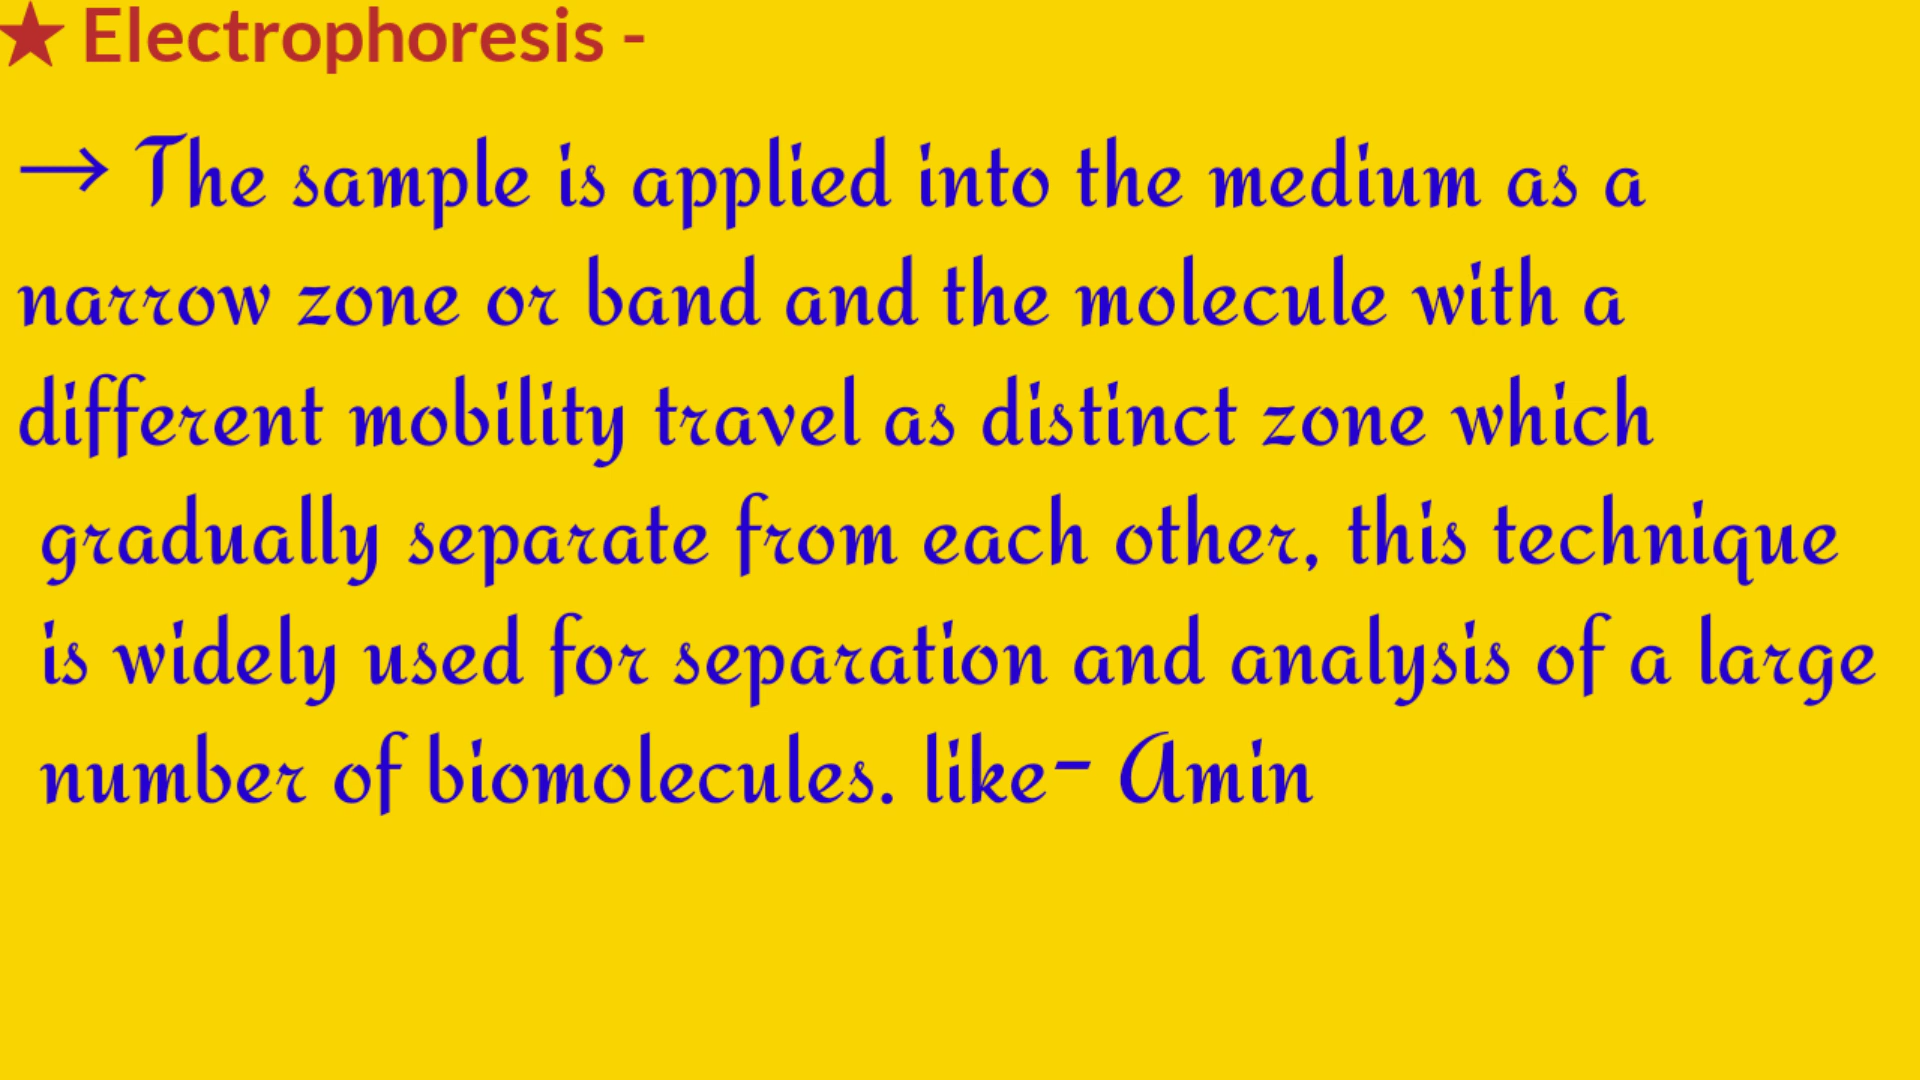 ★ Electrophoresis -
→ The sample is applied into the medium as a
narrow zone or band and the molecule with a
different mobility travel as distinct zone which
gradually separate from each other, this technique
is widely used for separation and analysis of a large
number of biomolecules. like- Amin